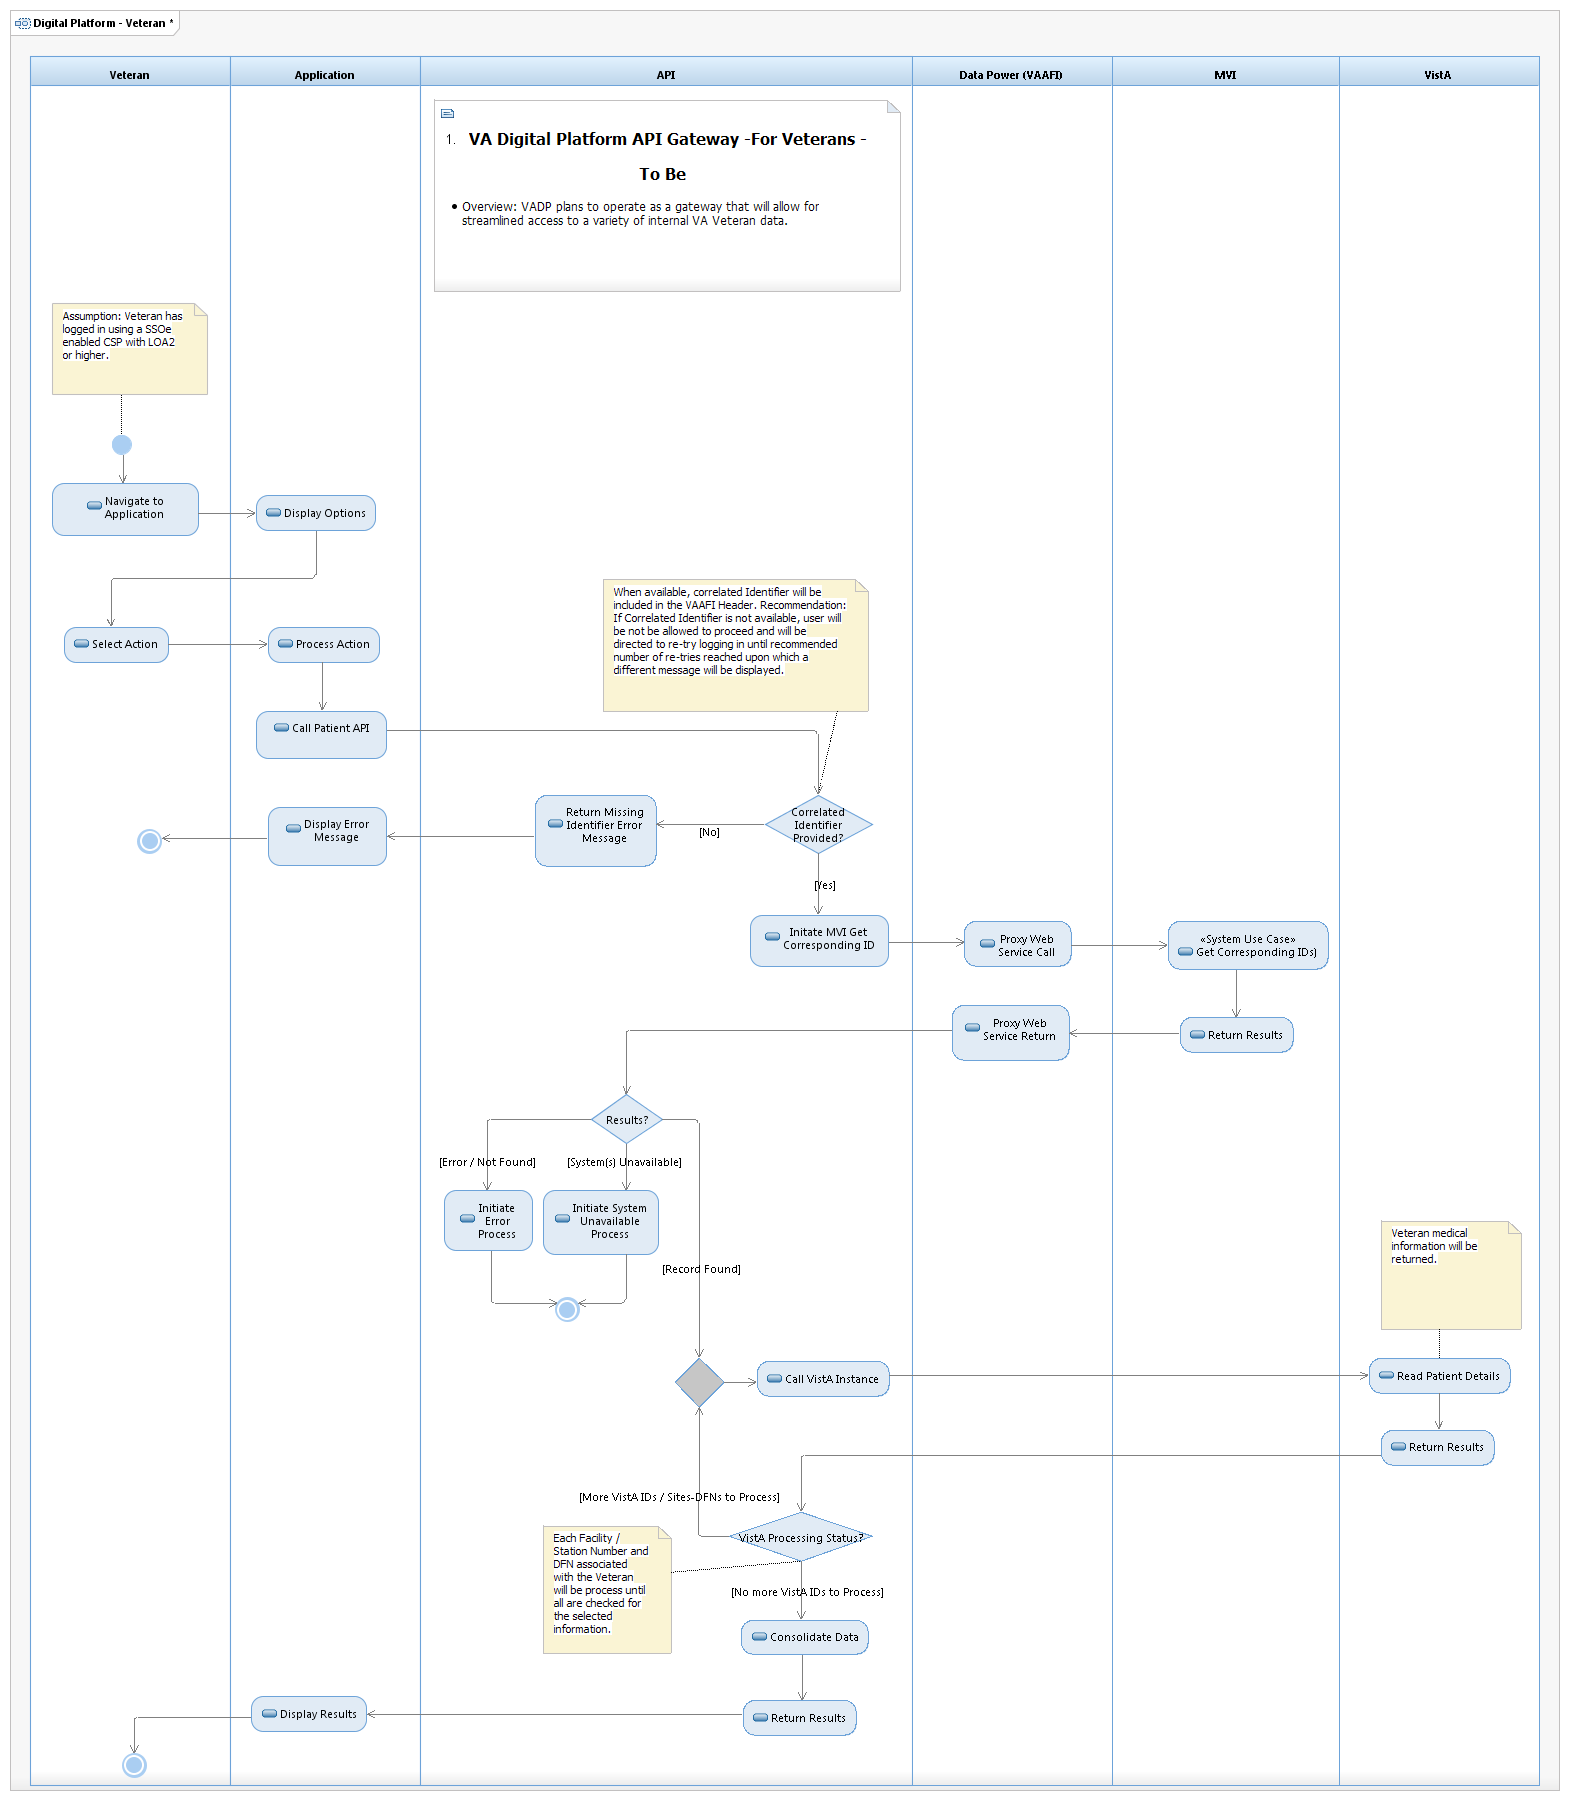 Digital Platform - Veteran *
Veteran
Application
API
Data Power (VAAFI)
MVI
VistA
1. VA Digital Platform API Gateway -For Veterans -
To Be
• Overview: VADP plans to operate as a gateway that will allow for
streamlined access to a variety of internal VA Veteran data.
Assumption: Veteran has
logged in using a SSOe
enabled CSP with LOA2
or higher.
Navigate to
Application
Display Options
When available, correlated Identifier will be
included in the VAAFI Header. Recommendation:
If Correlated Identifier is not available, user will
be not be allowed to proceed and will be
directed to re-try logging in until recommended
number of re-tries reached upon which a
different message will be displayed.
Select Action
Process Action
Call Patient API
Display Error
Message
Return Missing
Identifier Error
Message
[No]
Correlated
Identifier
Provided?
[Yes]
Initate MVI Get
Corresponding ID
Proxy Web
Service Call
«System Use Case»
Get Corresponding IDs)
Proxy Web
Service Return
Return Results
Results?
[Error / Not Found]
[System(s) Unavailable]
Initiate
Error
Process
Initiate System
Unavailable
Process
[Record Found]
Veteran medical
information will be
returned.
Call VistA Instance
Read Patient Details
Return Results
[More VistA IDs / Sites-DFNs to Process]
VistA Processing Status?
Each Facility /
Station Number and
DFN associated
with the Veteran
will be process until
all are checked for
the selected
information.
[No more VistA IDs to Process]
Consolidate Data
Display Results
Return Results